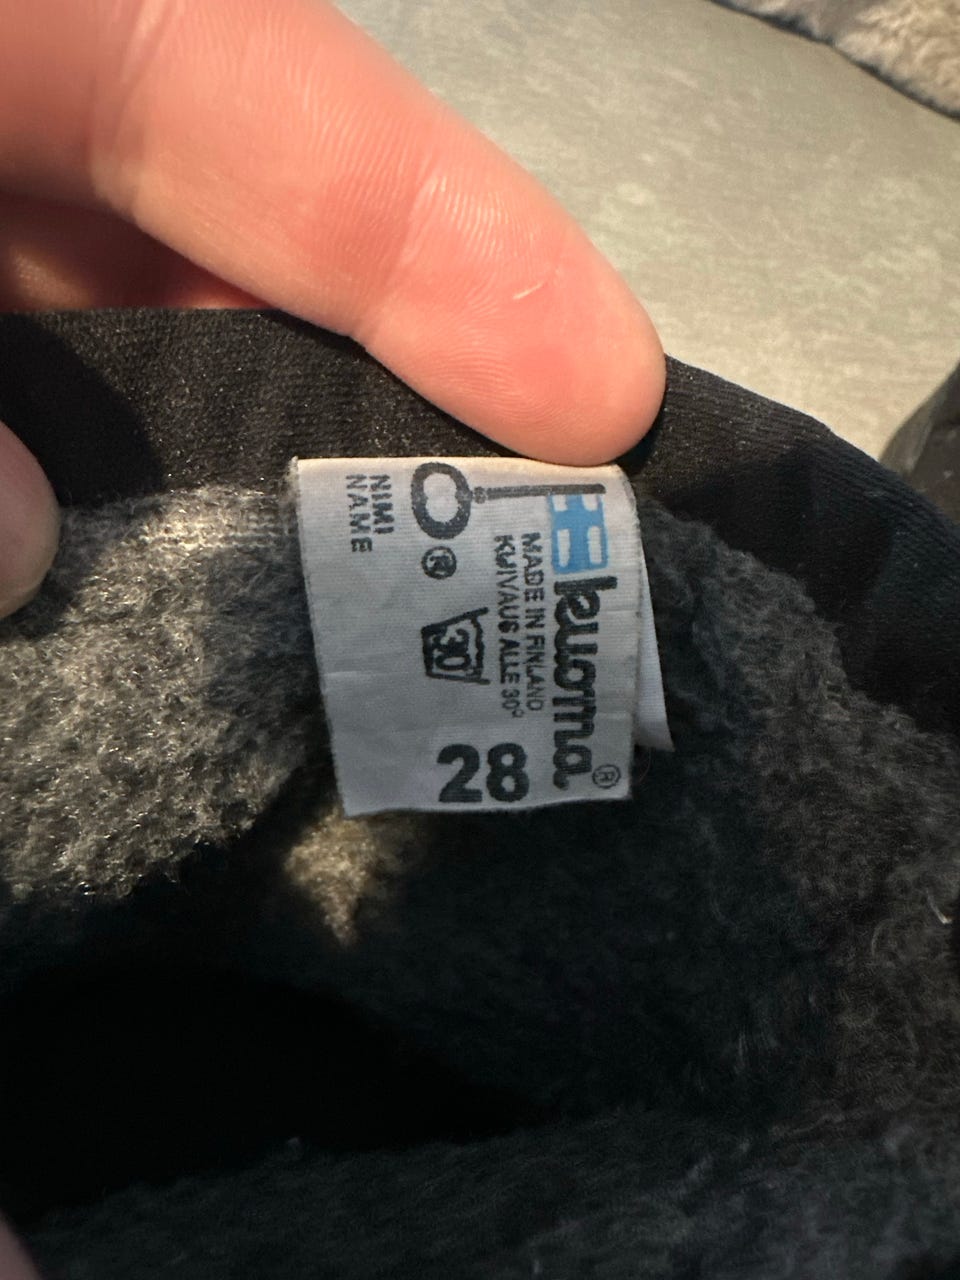 kuoma®
MADE IN FINLAND
KUIVAUS ALLE 30°
®
30°
28
NIMI
NAME